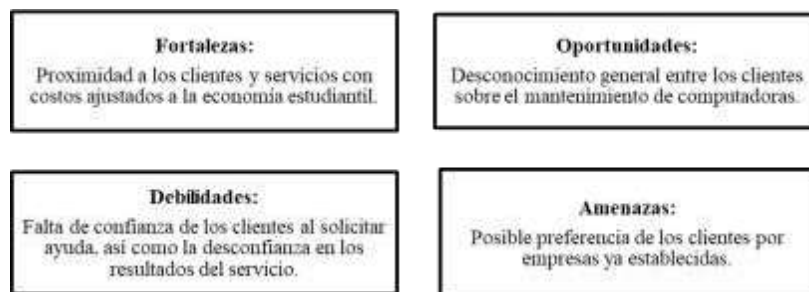 Fortalezas:
Proximidad a los clientes y servicios con
costos ajustados a la economía estudiantil.
Oportunidades:
Desconocimiento general entre los clientes
sobre el mantenimiento de computadoras.
Debilidades:
Falta de confianza de los clientes al solicitar
ayuda, así como la desconfianza en los
resultados del servicio.
Amenazas:
Posible preferencia de los clientes por
empresas ya establecidas.